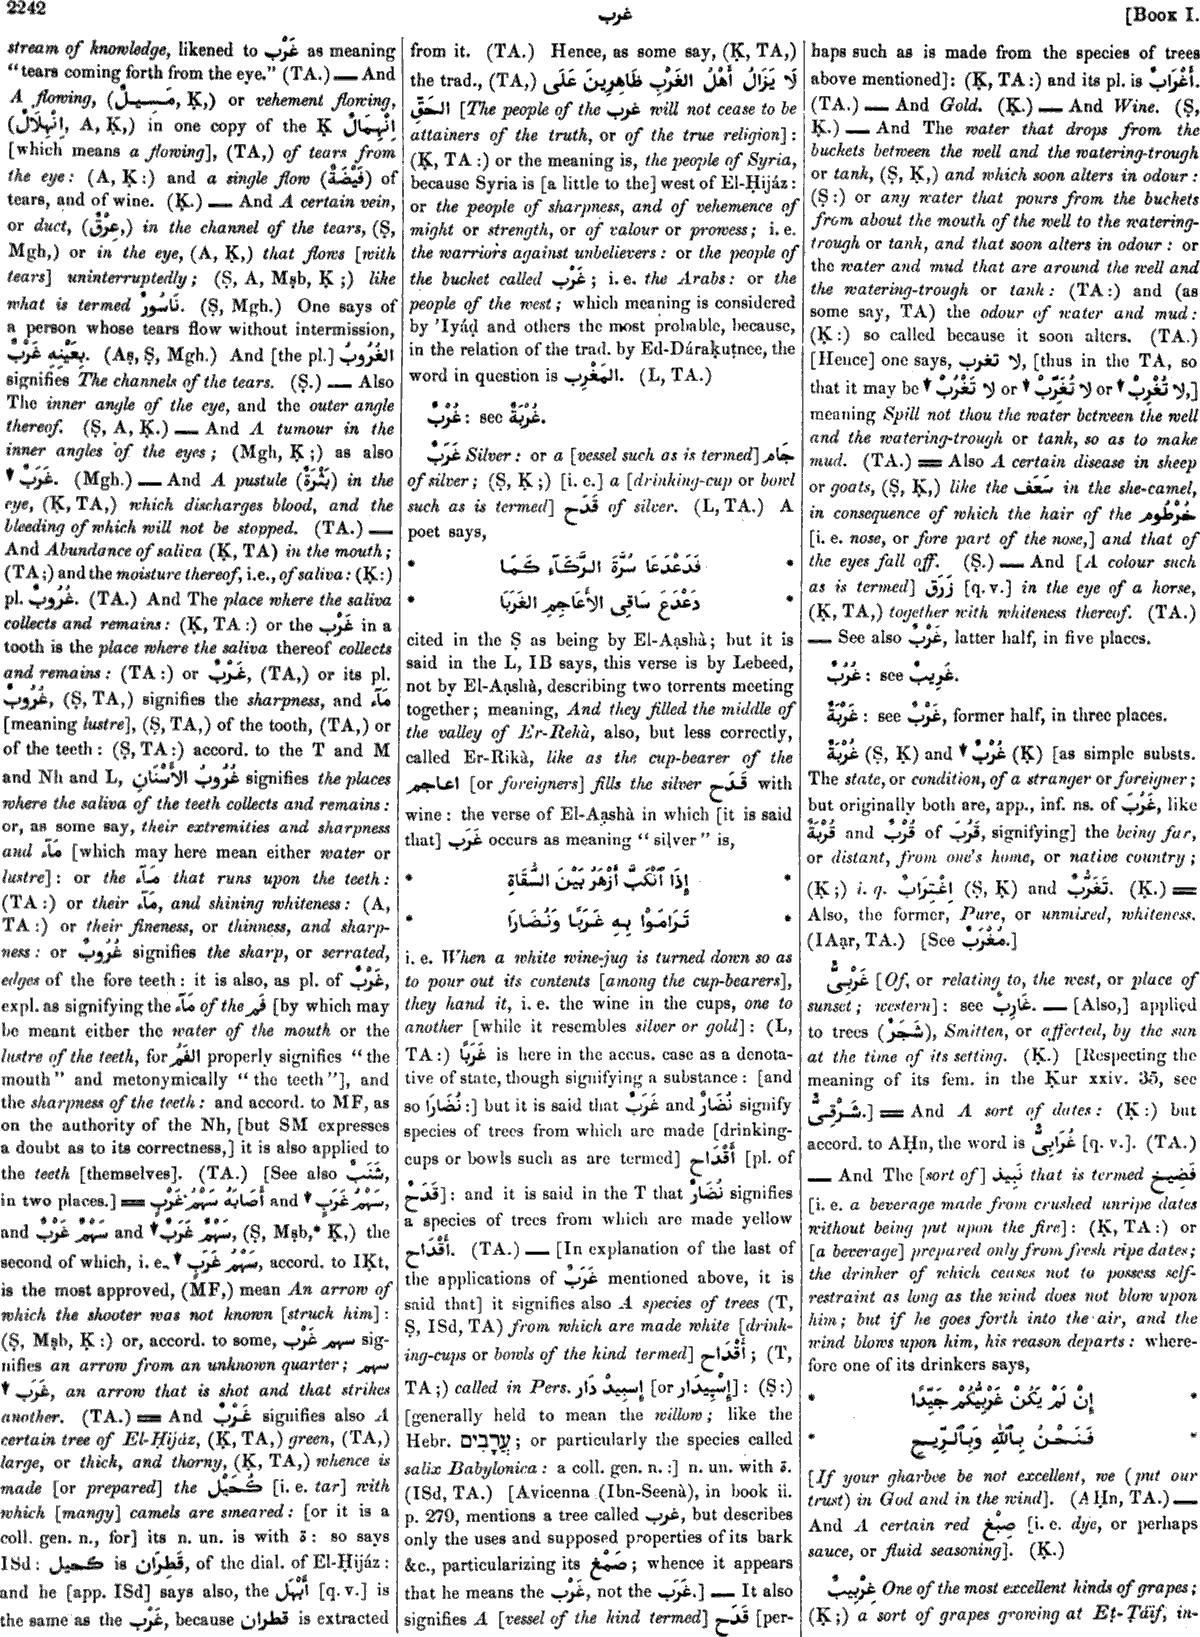 2242
غرب
[Book I.
stream of knowledge, likened to غَرْب as meaning
“tears coming forth from the eye.” (TA.) — And
A flowing, (مَسِيلٌ, Ḳ,) or vehement flowing,
(اِنْهِلَالٌ, A, Ḳ,) in one copy of the Ḳ اِنْهِمَالٌ
[which means a flowing], (TA,) of tears from
the eye: (A, Ḳ:) and a single flow (فَيْضَةٌ) of
tears, and of wine. (Ḳ.) — And A certain vein,
or duct, (عِرْقٌ,) in the channel of the tears, (Ṣ,
Mgh,) or in the eye, (A, Ḳ,) that flows [with
tears] uninterruptedly; (Ṣ, A, Mṣb, Ḳ;) like
what is termed نَاسُورٌ. (Ṣ, Mgh.) One says of
a person whose tears flow without intermission,
بِعَيْنِهِ غَرْبٌ. (Aṣ, Ṣ, Mgh.) And [the pl.] الغُرُوبُ
signifies The channels of the tears. (Ṣ.) — Also
The inner angle of the eye, and the outer angle
thereof. (Ṣ, A, Ḳ.) — And A tumour in the
inner angles of the eyes; (Mgh, Ḳ;) as also
▼ غَرَبٌ. (Mgh.) — And A pustule (بَثْرَةٌ) in the
eye, (Ḳ, TA,) which discharges blood, and the
bleeding of which will not be stopped. (TA.) —
And Abundance of saliva (Ḳ, TA) in the mouth;
(TA;) and the moisture thereof, i.e., of saliva: (Ḳ:)
pl. غُرُوبٌ. (TA.) And The place where the saliva
collects and remains: (Ḳ, TA:) or the غَرْب in a
tooth is the place where the saliva thereof collects
and remains: (TA:) or غَرْبٌ, (TA,) or its pl.
غُرُوبٌ, (Ṣ, TA,) signifies the sharpness, and مَآء
[meaning lustre], (Ṣ, TA,) of the tooth, (TA,) or
of the teeth: (Ṣ, TA:) accord. to the T and M
and Nh and L, غُرُوبُ الأَسْنَانِ signifies the places
where the saliva of the teeth collects and remains:
or, as some say, their extremities and sharpness
and مَآء [which may here mean either water or
lustre]: or the مَآء that runs upon the teeth:
(TA:) or their مَآء, and shining whiteness: (A,
TA:) or their fineness, or thinness, and sharp-
ness: or غُرُوبٌ signifies the sharp, or serrated,
edges of the fore teeth: it is also, as pl. of غَرْبٌ,
expl. as signifying the مَآء of the فَم [by which may
be meant either the water of the mouth or the
lustre of the teeth, for الفَمُ properly signifies “the
mouth” and metonymically “the teeth”], and
the sharpness of the teeth: and accord. to MF, as
on the authority of the Nh, [but SM expresses
a doubt as to its correctness,] it is also applied to
the teeth [themselves]. (TA.) [See also شَنَبٌ,
in two places.] == أَصَابَهُ سَهْمُ غَرْبٍ and ▼ سَهْمُ غَرَبٍ,
and سَهْمٌ غَرْبٌ and ▼ سَهْمٌ غَرَبٌ, (Ṣ, Mṣb,* Ḳ,) the
second of which, i. e. ▼ سَهْمُ غَرَبٍ, accord. to IḲt,
is the most approved, (MF,) mean An arrow of
which the shooter was not known [struck him]:
(Ṣ, Mṣb, Ḳ:) or, accord. to some, سهم غَرْب sig-
nifies an arrow from an unknown quarter; سهم
▼ غَرَب, an arrow that is shot and that strikes
another. (TA.) == And غَرْبٌ signifies also A
certain tree of El-Ḥijáz, (Ḳ, TA,) green, (TA,)
large, or thick, and thorny, (Ḳ, TA,) whence is
made [or prepared] the كُحَيْل [i. e. tar] with
which [mangy] camels are smeared: [or it is a
coll. gen. n., for] its n. un. is with ة: so says
ISd: كحيل is قَطِرَان, of the dial. of El-Ḥijáz:
and he [app. ISd] says also, the أَبْهَل [q. v.] is
the same as the غَرْب, because قطران is extracted
from it. (TA.) Hence, as some say, (Ḳ, TA,)
the trad., (TA,) لَا يَزَالُ أَهْلُ الغَرْبِ ظَاهِرِينَ عَلَى
الحَقِّ [The people of the غرب will not cease to be
attainers of the truth, or of the true religion]:
(Ḳ, TA:) or the meaning is, the people of Syria,
because Syria is [a little to the] west of El-Ḥijáz:
or the people of sharpness, and of vehemence of
might or strength, or of valour or prowess; i. e.
the warriors against unbelievers: or the people of
the bucket called غَرْب; i. e. the Arabs: or the
people of the west; which meaning is considered
by 'Iyáḍ and others the most probable, because,
in the relation of the trad. by Ed-Dáraḳuṭnee, the
word in question is المَغْرِب. (L, TA.)
غُرْبٌ: see غُرْبَةٌ.
غَرَبٌ Silver: or a [vessel such as is termed] جَام
of silver; (Ṣ, Ḳ;) [i. e.] a [drinking-cup or bowl
such as is termed] قَدَح of silver. (L, TA.) A
poet says,
* فَدَعْدَعَا سُرَّةَ الرَّكَآءِ كَمَا *
* دَعْدَعَ سَاقِى الأَعَاجِمِ الغَرَبَا *
cited in the Ṣ as being by El-Aạshà; but it is
said in the L, IB says, this verse is by Lebeed,
not by El-Aạshà, describing two torrents meeting
together; meaning, And they filled the middle of
the valley of Er-Rekà, also, but less correctly,
called Er-Rikà, like as the cup-bearer of the
اعاجم [or foreigners] fills the silver قَدَح with
wine: the verse of El-Aạshà in which [it is said
that] غَرَب occurs as meaning “silver” is,
* إِذَا ٱنْكَبَّ أَزْهَرُ بَيْنَ السُّقَاةِ *
* تَرَامَوْا بِهِ غَرَبًا وَنُضَارَا *
i. e. When a white wine-jug is turned down so as
to pour out its contents [among the cup-bearers],
they hand it, i. e. the wine in the cups, one to
another [while it resembles silver or gold]: (L,
TA:) غَرَبًا is here in the accus. case as a denota-
tive of state, though signifying a substance: [and
so نُضَارًا:] but it is said that غَرَبٌ and نُضَارٌ signify
species of trees from which are made [drinking-
cups or bowls such as are termed] أَقْدَاح [pl. of
قَدَحٌ]: and it is said in the T that نُضَارٌ signifies
a species of trees from which are made yellow
أَقْدَاح. (TA.) — [In explanation of the last of
the applications of غَرَبٌ mentioned above, it is
said that] it signifies also A species of trees (T,
Ṣ, ISd, TA) from which are made white [drink-
ing-cups or bowls of the kind termed] أَقْدَاح; (T,
TA;) called in Pers. إِسبِيدْ دَار [or إِسْپِيدَار]: (Ṣ:)
[generally held to mean the willow; like the
Hebr. עֲרָבִים; or particularly the species called
salix Babylonica: a coll. gen. n.:] n. un. with ة.
(ISd, TA.) [Avicenna (Ibn-Seenà), in book ii.
p. 279, mentions a tree called غرب, but describes
only the uses and supposed properties of its bark
&c., particularizing its صَمْغ; whence it appears
that he means the غَرْب, not the غَرَب.] — It also
signifies A [vessel of the kind termed] قَدَح [per-
haps such as is made from the species of trees
above mentioned]: (Ḳ, TA:) and its pl. is أَغْرَابٌ.
(TA.) — And Gold. (Ḳ.) — And Wine. (Ṣ,
Ḳ.) — And The water that drops from the
buckets between the well and the watering-trough
or tank, (Ṣ, Ḳ,) and which soon alters in odour:
(Ṣ:) or any water that pours from the buckets
from about the mouth of the well to the watering-
trough or tank, and that soon alters in odour: or
the water and mud that are around the well and
the watering-trough or tank: (TA:) and (as
some say, TA) the odour of water and mud:
(Ḳ:) so called because it soon alters. (TA.)
[Hence] one says, لا تغرب, [thus in the TA, so
that it may be ▼ لا تَغْرُبْ or ▼ لا تُغَرِّبْ or ▼ لا تُغْرِبْ,]
meaning Spill not thou the water between the well
and the watering-trough or tank, so as to make
mud. (TA.) == Also A certain disease in sheep
or goats, (Ṣ, Ḳ,) like the سَعَف in the she-camel,
in consequence of which the hair of the خُرْطُوم
[i. e. nose, or fore part of the nose,] and that of
the eyes fall off. (Ṣ.) — And [A colour such
as is termed] زَرَق [q. v.] in the eye of a horse,
(Ḳ, TA,) together with whiteness thereof. (TA.)
— See also غَرْبٌ, latter half, in five places.
غُرُبٌ: see غَرِيبٌ.
غَرْبَةٌ: see غَرْبٌ, former half, in three places.
غُرْبَةٌ (Ṣ, Ḳ) and ▼ غُرْبٌ (Ḳ) [as simple substs.
The state, or condition, of a stranger or foreigner;
but originally both are, app., inf. ns. of غَرُبَ, like
قُرْبَةٌ and قُرْبٌ of قَرُبَ, signifying] the being far,
or distant, from one's home, or native country;
(Ḳ;) i. q. اِغْتِرَابٌ (Ṣ, Ḳ) and تَغَرُّبٌ. (Ḳ.) ==
Also, the former, Pure, or unmixed, whiteness.
(IAạr, TA.) [See مُغْرَبٌ.]
غَرْبِىٌّ [Of, or relating to, the west, or place of
sunset; western]: see غَارِبٌ. — [Also,] applied
to trees (شَجَرٌ), Smitten, or affected, by the sun
at the time of its setting. (Ḳ.) [Respecting the
meaning of its fem. in the Ḳur xxiv. 35, see
شَرْقِىٌّ.] == And A sort of dates: (Ḳ:) but
accord. to AḤn, the word is غُرَابِىٌّ [q. v.]. (TA.)
— And The [sort of] نَبِيذ that is termed فَضِيخ
[i. e. a beverage made from crushed unripe dates
without being put upon the fire]: (Ḳ, TA:) or
[a beverage] prepared only from fresh ripe dates;
the drinker of which ceases not to possess self-
restraint as long as the wind does not blow upon
him; but if he goes forth into the air, and the
wind blows upon him, his reason departs: where-
fore one of its drinkers says,
* إِنْ لَمْ يَكُنْ غَرْبِيُّكُمْ جَيِّدًا *
* فَنَحْنُ بِٱللّٰهِ وَبِٱلرِّيحِ *
[If your gharbee be not excellent, we (put our
trust) in God and in the wind]. (AḤn, TA.) —
And A certain red صِبْغ [i. e. dye, or perhaps
sauce, or fluid seasoning]. (Ḳ.)
غِرْبِيبٌ One of the most excellent kinds of grapes;
(Ḳ;) a sort of grapes growing at Eṭ-Ṭáïf, in-